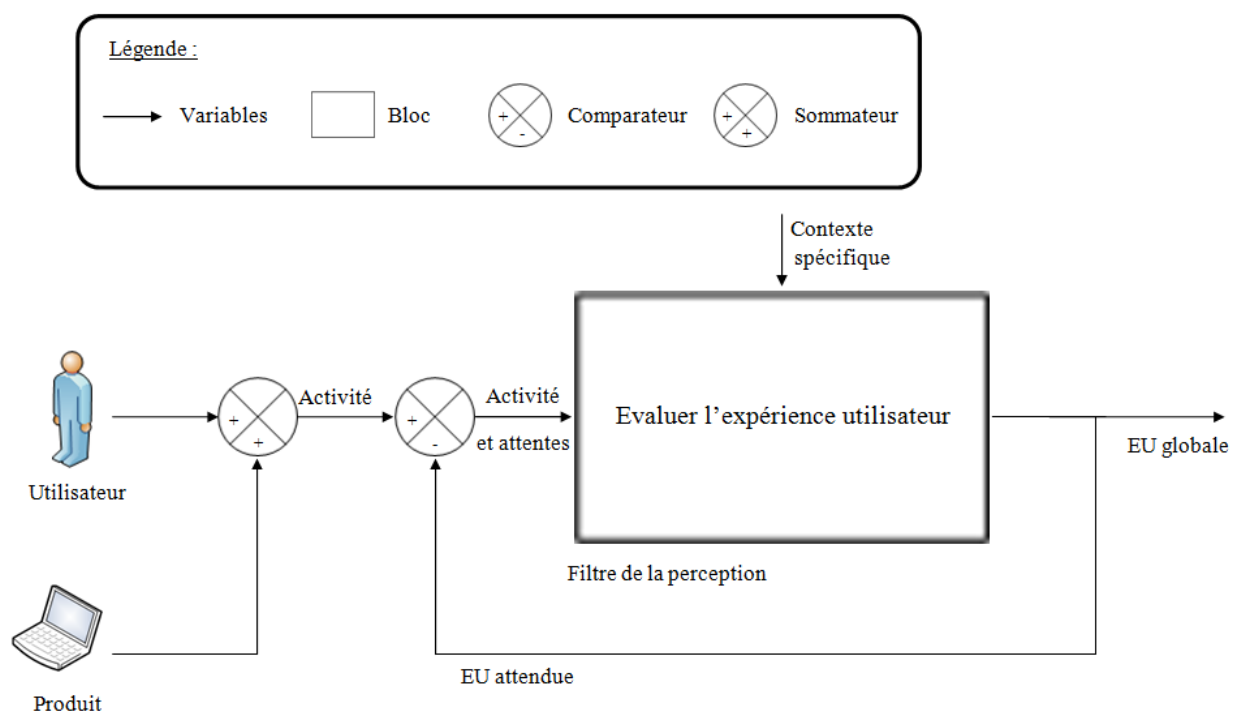 Légende :
Variables
Bloc
+
-
Comparateur
+
+
Sommateur
Contexte
spécifique
Activité
Activité
et attentes
+
+
+
-
Evaluer l’expérience utilisateur
EU globale
Utilisateur
Filtre de la perception
EU attendue
Produit